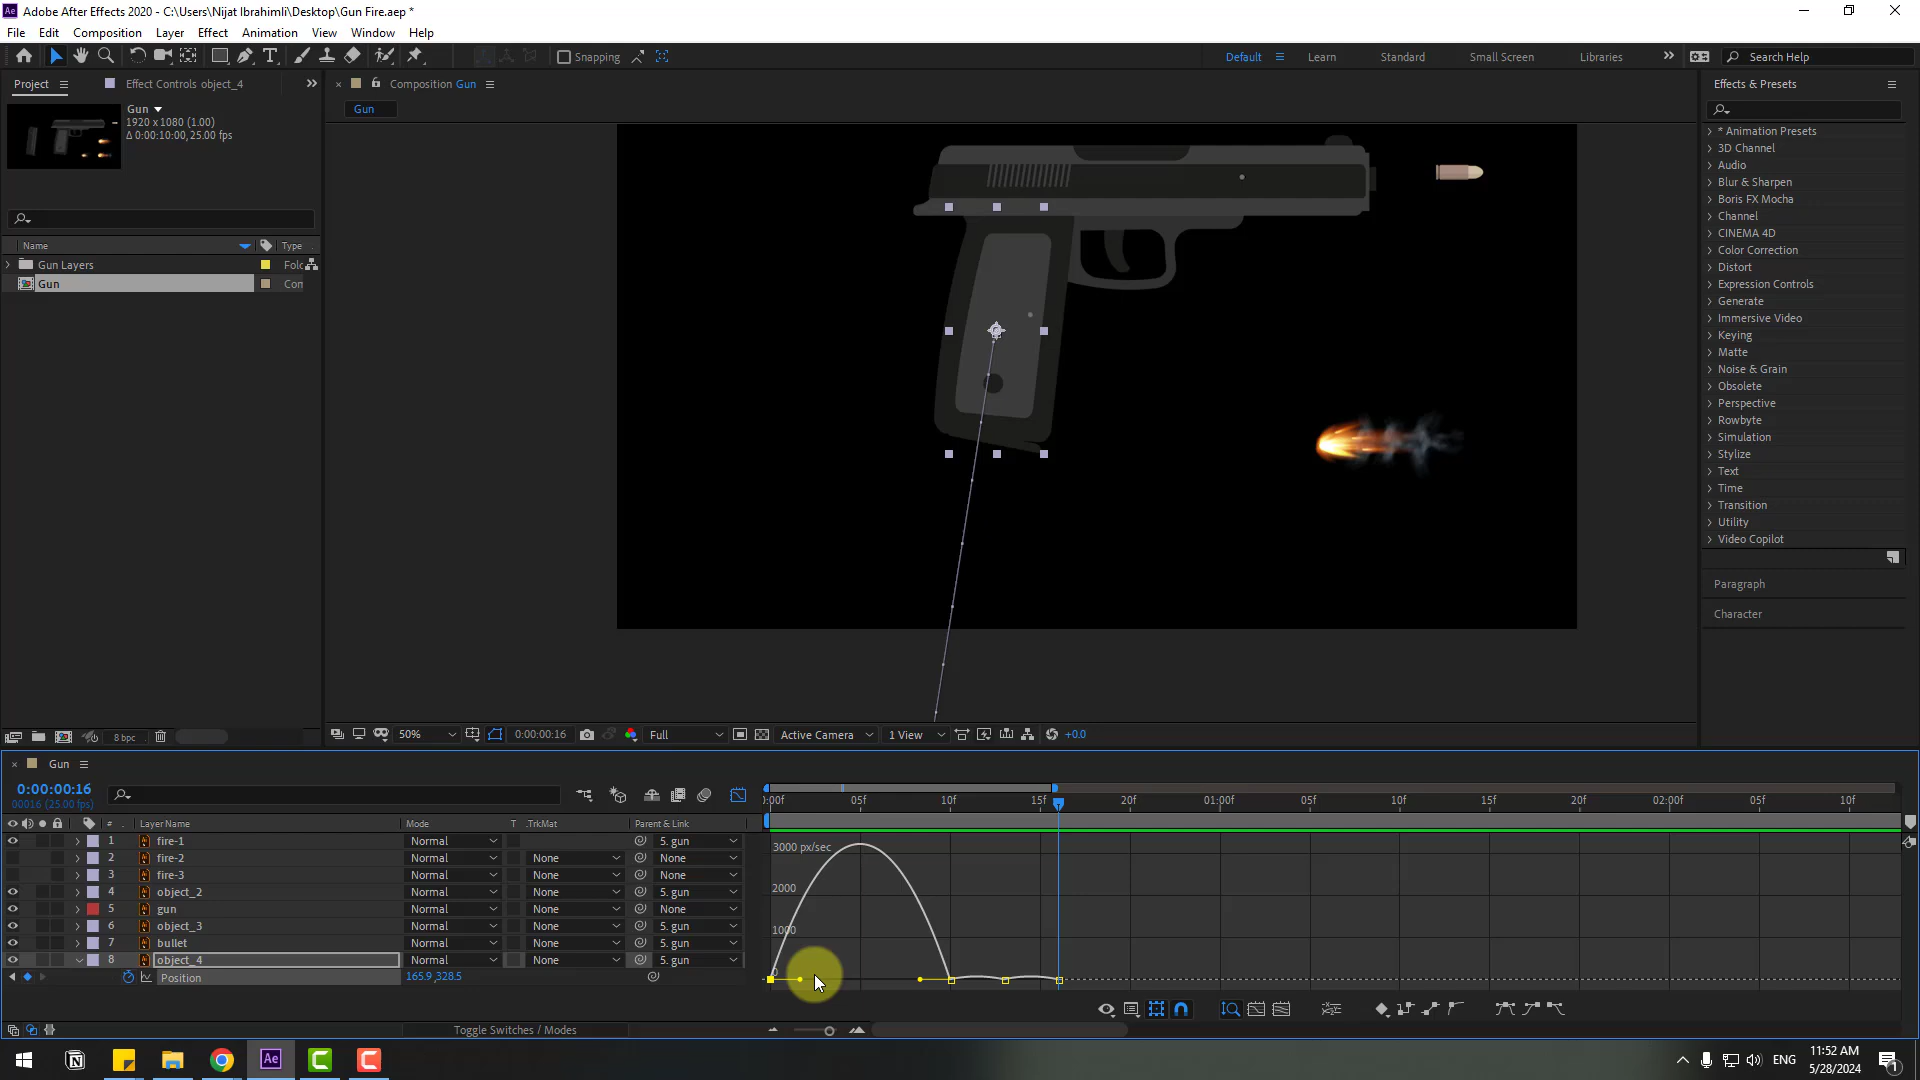 Adobe After Effects 2020 - C:\Users\Nijat Ibrahimli\Desktop\Gun Fire.aep *
File Edit Composition Layer Effect Animation View Window Help
Snapping
Default Learn Standard Small Screen Libraries Search Help
Project Effect Controls object_4
Composition Gun
Effects & Presets
Gun
1920 x 1080 (1.00)
Δ 0:00:10:00, 25.00 fps
Gun
* Animation Presets
3D Channel
Audio
Blur & Sharpen
Boris FX Mocha
Channel
CINEMA 4D
Color Correction
Distort
Expression Controls
Generate
Immersive Video
Keying
Matte
Noise & Grain
Obsolete
Perspective
Rowbyte
Simulation
Stylize
Text
Time
Transition
Utility
Video Copilot
Paragraph
Character
Name Type
Gun Layers
Gun
8 bpc
50% 0:00:00:16 Full Active Camera 1 View +0.0
Gun
0:00:00:16
00016 (25.00 fps)
# Layer Name Mode T .TrkMat Parent & Link
1 fire-1 Normal 5. gun
2 fire-2 Normal None None
3 fire-3 Normal None None
4 object_2 Normal None 5. gun
5 gun Normal None None
6 object_3 Normal None 5. gun
7 bullet Normal None 5. gun
8 object_4 Normal None 5. gun
Position 165.9,328.5
Toggle Switches / Modes
05f 10f 15f 20f 01:00f 05f 10f 15f 20f 02:00f 05f 10f
3000 px/sec
2000
1000
0
ENG
11:52 AM
5/28/2024
1